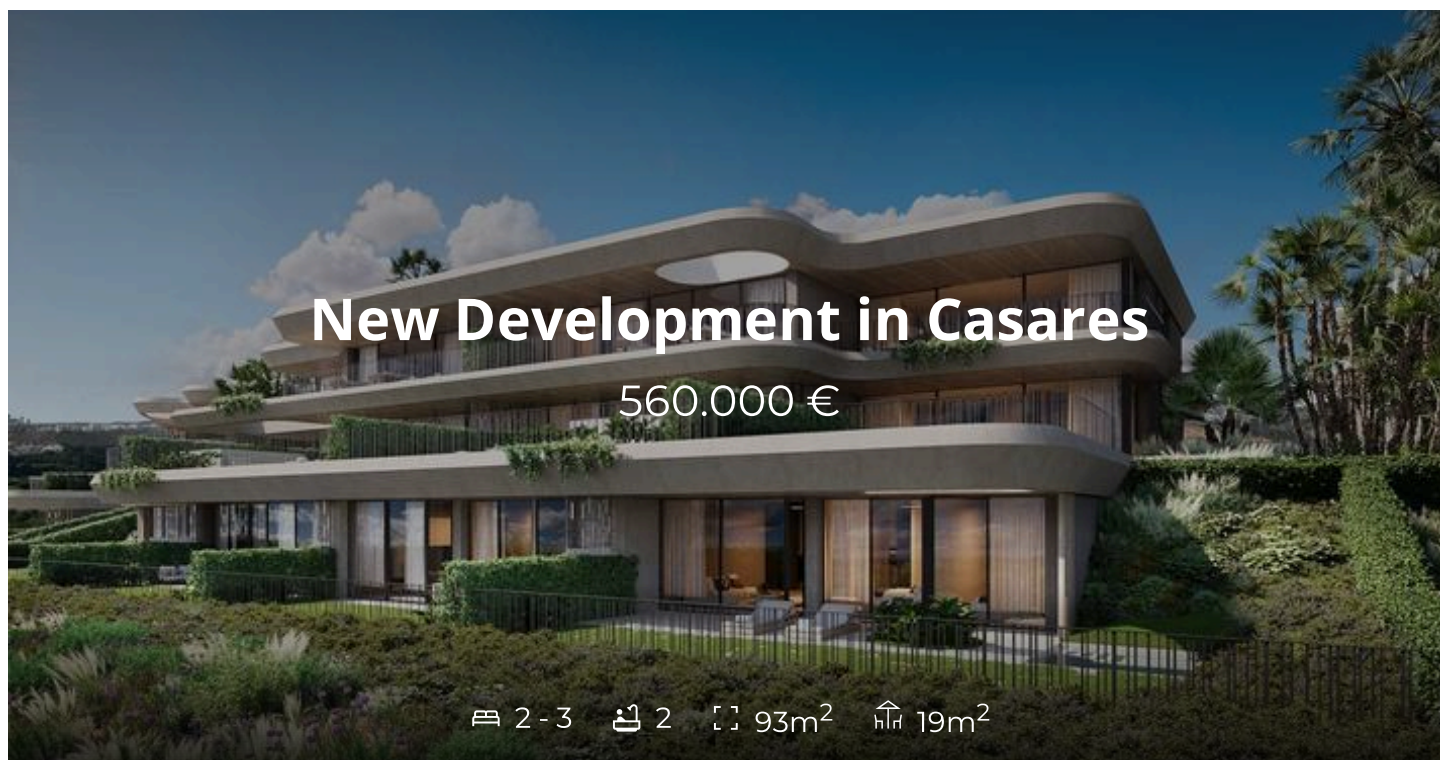 New Development in Casares
560.000 €
2 - 3 2 93m² 19m²